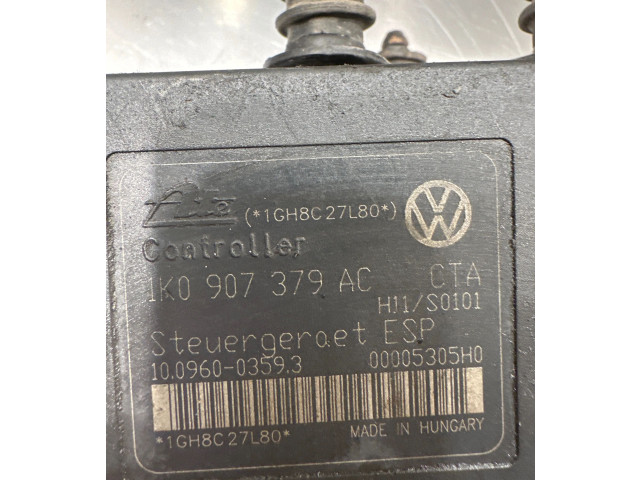 ate (*1GH8C27L80*)
Controller
1K0 907 379 AC CTA
H11/S0101
Steuergeraet ESP
10.0960-0359.3 00005305H0
*1GH8C27L80* MADE IN HUNGARY